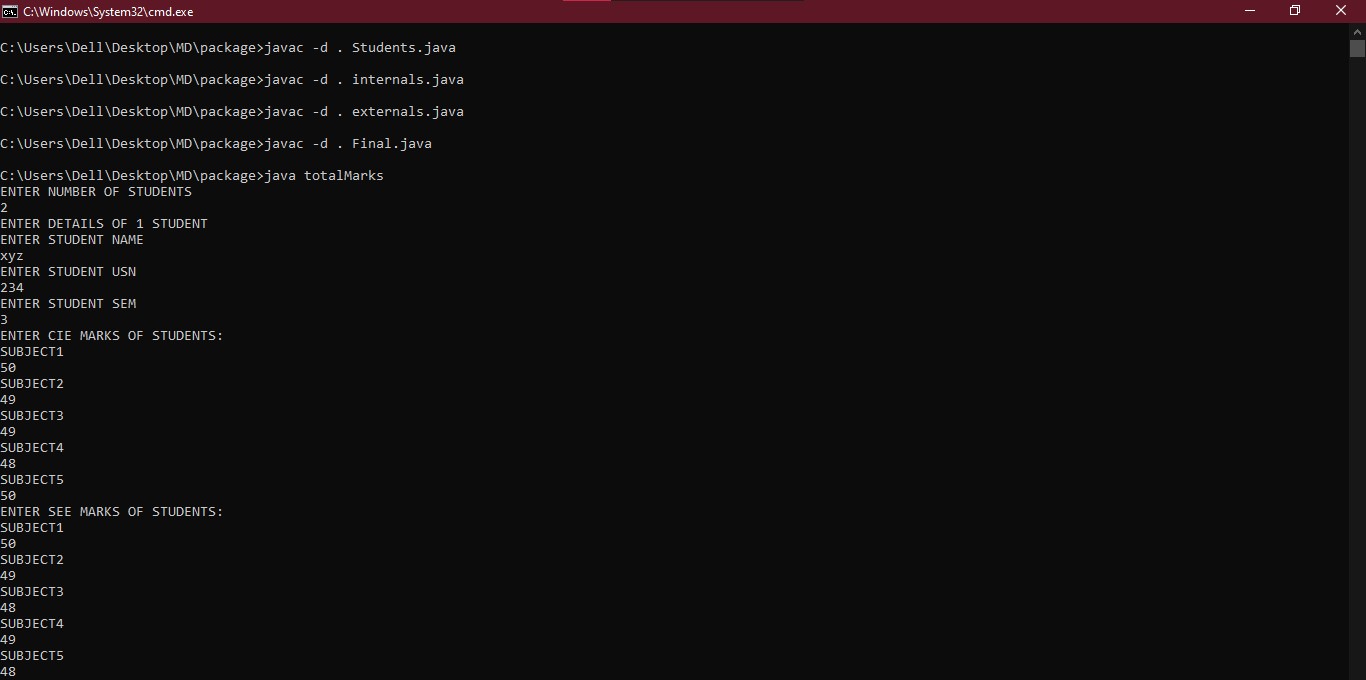 C:\Windows\System32\cmd.exe
C:\Users\Dell\Desktop\MD\package>javac -d . Students.java
C:\Users\Dell\Desktop\MD\package>javac -d . internals.java
C:\Users\Dell\Desktop\MD\package>javac -d . externals.java
C:\Users\Dell\Desktop\MD\package>javac -d . Final.java
C:\Users\Dell\Desktop\MD\package>java totalMarks
ENTER NUMBER OF STUDENTS
2
ENTER DETAILS OF 1 STUDENT
ENTER STUDENT NAME
xyz
ENTER STUDENT USN
234
ENTER STUDENT SEM
3
ENTER CIE MARKS OF STUDENTS:
SUBJECT1
50
SUBJECT2
49
SUBJECT3
49
SUBJECT4
48
SUBJECT5
50
ENTER SEE MARKS OF STUDENTS:
SUBJECT1
50
SUBJECT2
49
SUBJECT3
48
SUBJECT4
49
SUBJECT5
48